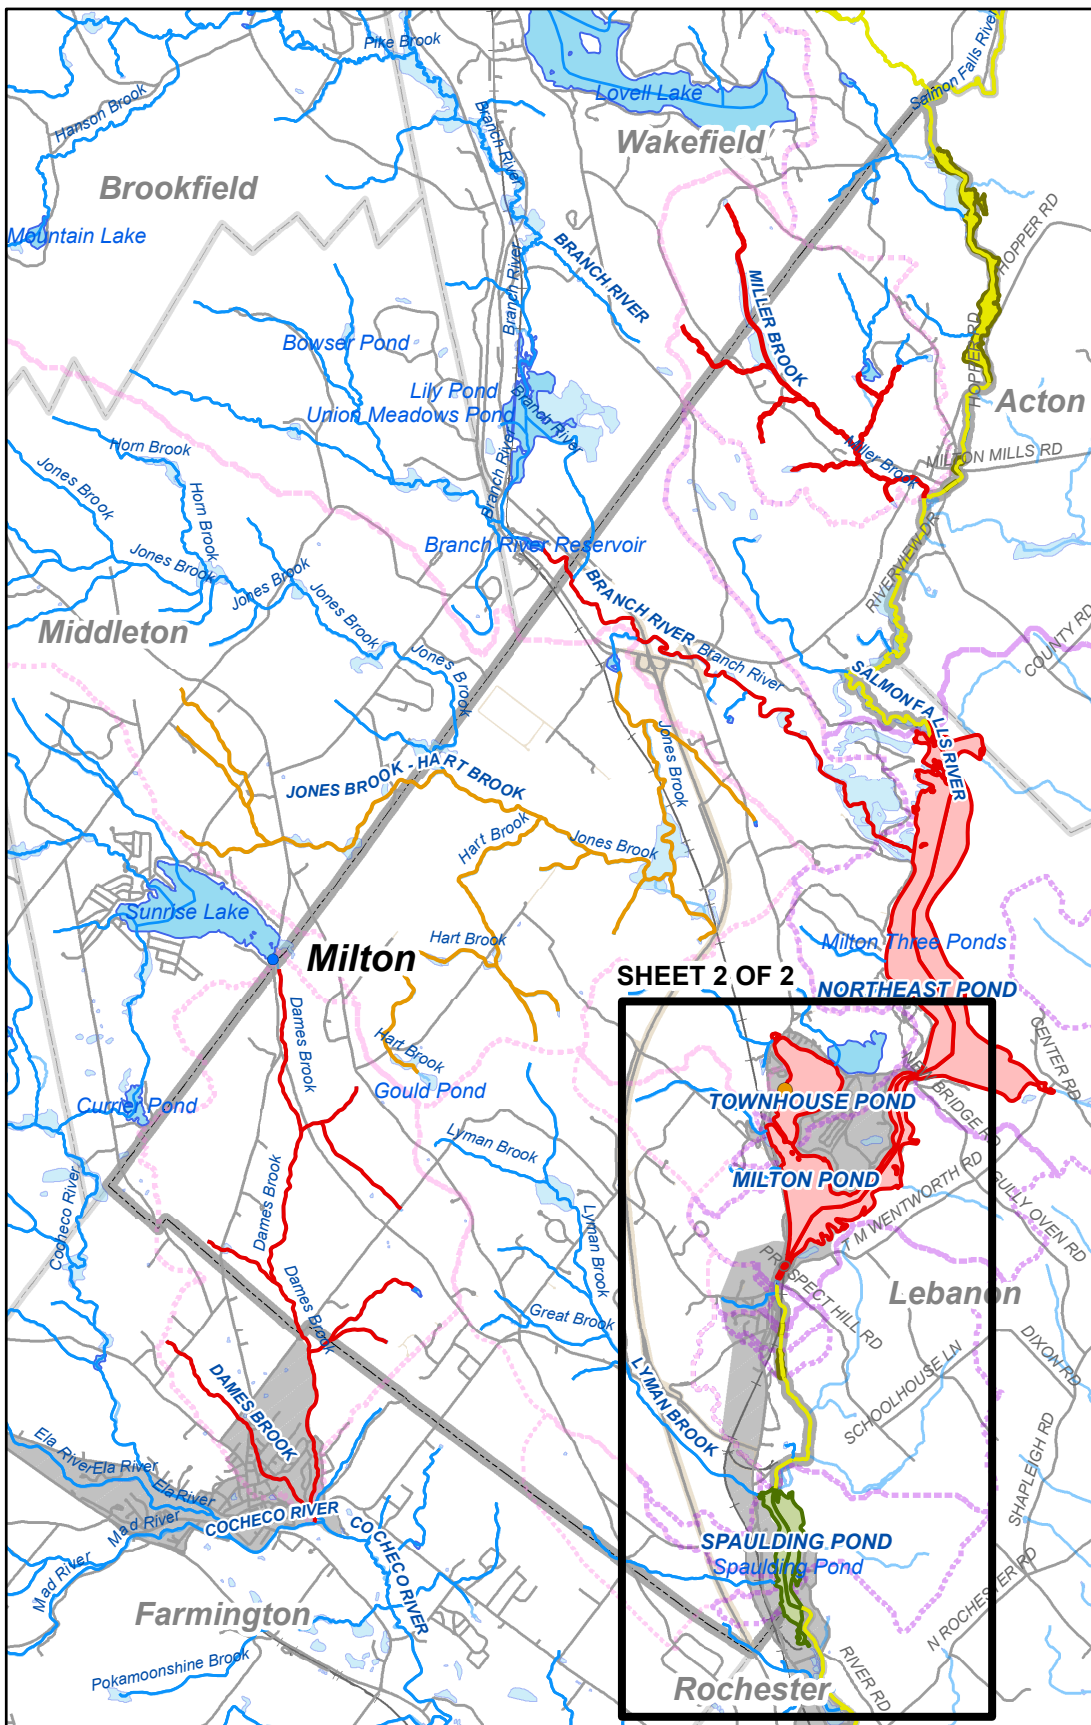 Pike Brook
Salmon Falls River
Hanson Brook
Lovell Lake
Branch River
Wakefield
Brookfield
HOPPER RD
Mountain Lake
Branch River
BRANCH RIVER
MILLER BROOK
HOPPER RD
Bowser Pond
Lily Pond
Union Meadows Pond
Branch River
Acton
Horn Brook
Jones Brook
Horn Brook
Branch River
Miller Brook
MILTON MILLS RD
Branch River Reservoir
Jones Brook
Jones Brook
Jones Brook
RIVERVIEW DR
BRANCH RIVER
Branch River
Middleton
Jones Brook
COUNTY RD
SALMON FALLS RIVER
Jones Brook
JONES BROOK - HART BROOK
Hart Brook
Jones Brook
Sunrise Lake
Hart Brook
Milton
Milton Three Ponds
SHEET 2 OF 2
NORTHEAST POND
Dames Brook
Hart Brook
CENTER RD
NEW BRIDGE RD
Currier Pond
Gould Pond
TOWNHOUSE POND
Lyman Brook
MILTON POND
Dames Brook
GULLY OVEN RD
T M WENTWORTH RD
Cocheco River
Lyman Brook
PROSPECT HILL RD
Lebanon
Dames Brook
Great Brook
DIXON RD
SCHOOLHOUSE LN
LYMAN BROOK
DAMES BROOK
Ela River
Ela River
Ela River
SHAPLEIGH RD
COCHECO RIVER
Mad River
COCHECO RIVER
SPAULDING POND
Spaulding Pond
Mad River
N ROCHESTER RD
Farmington
Pokamoonshine Brook
RIVER RD
Rochester